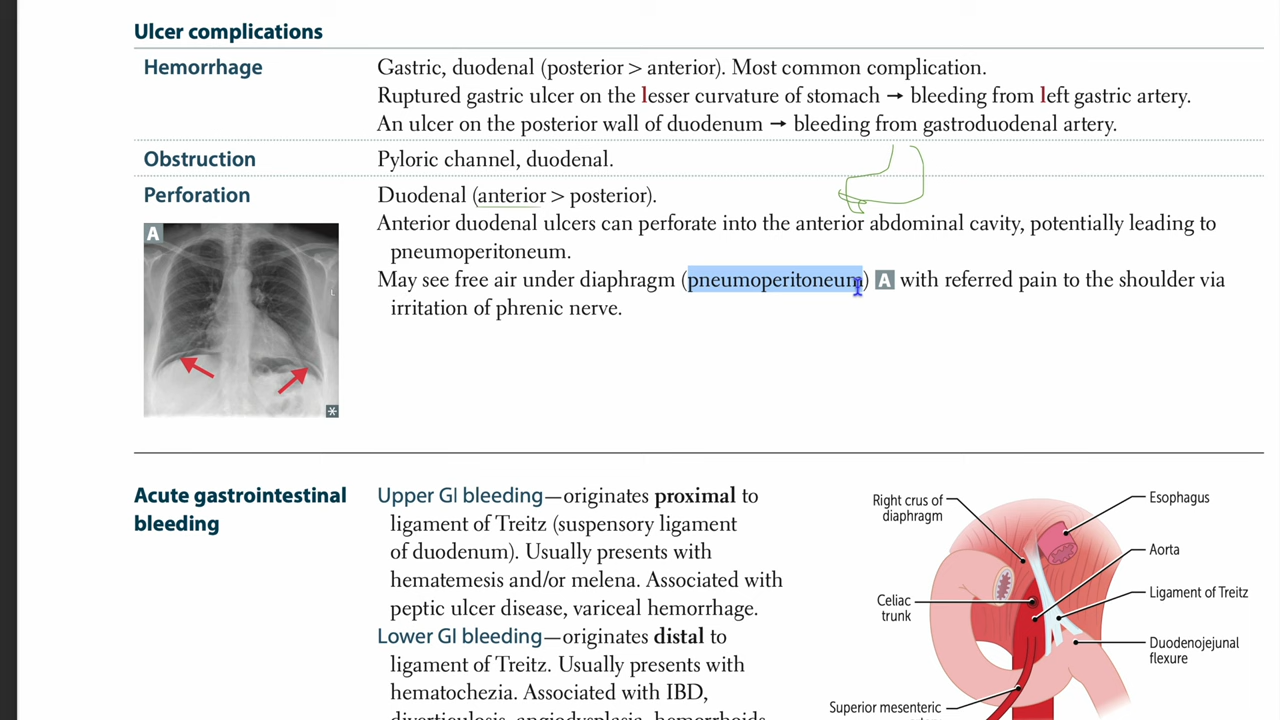 Ulcer complications
Hemorrhage
Gastric, duodenal (posterior > anterior). Most common complication.
Ruptured gastric ulcer on the lesser curvature of stomach → bleeding from left gastric artery.
An ulcer on the posterior wall of duodenum → bleeding from gastroduodenal artery.
Obstruction
Pyloric channel, duodenal.
Perforation
Duodenal (anterior > posterior).
Anterior duodenal ulcers can perforate into the anterior abdominal cavity, potentially leading to
pneumoperitoneum.
May see free air under diaphragm (pneumoperitoneum) A with referred pain to the shoulder via
irritation of phrenic nerve.
A
L
Acute gastrointinal
bleeding
Upper GI bleeding—originates proximal to
ligament of Treitz (suspensory ligament
of duodenum). Usually presents with
hematemesis and/or melena. Associated with
peptic ulcer disease, variceal hemorrhage.
Lower GI bleeding—originates distal to
ligament of Treitz. Usually presents with
hematochezia. Associated with IBD,
diverticulosis, angiodysplasia, hemorrhoids,
Right crus of
diaphragm
Esophagus
Aorta
Celiac
trunk
Ligament of Treitz
Duodenojejunal
flexure
Superior mesenteric